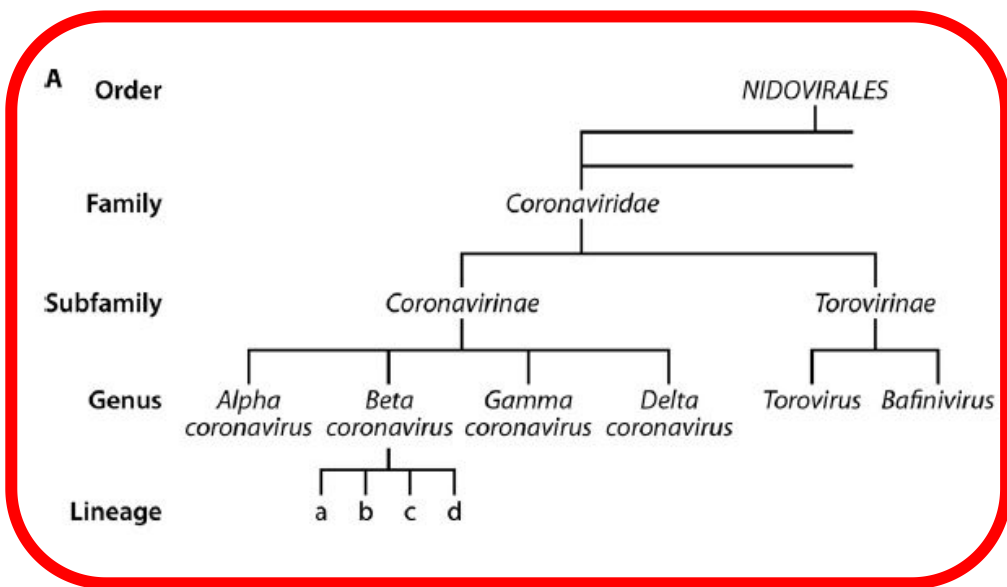 A
Order NIDOVIRALES
Family Coronaviridae
Subfamily Coronavirinae Torovirinae
Genus Alpha Beta Gamma Delta Torovirus Bafinivirus
coronavirus coronavirus coronavirus coronavirus
Lineage a b c d